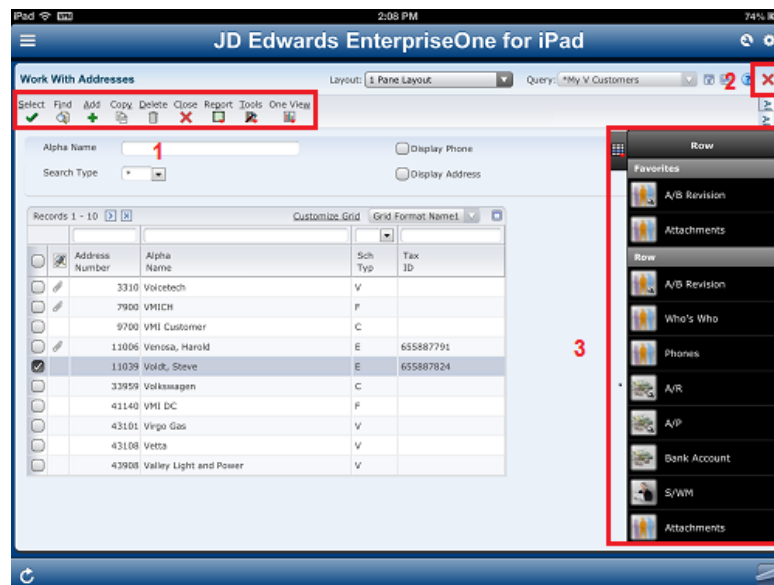 iPad 2:08 PM 74%
JD Edwards EnterpriseOne for iPad
Work With Addresses Layout: 1 Pane Layout Query: *My V Customers 2
Select Find Add Copy Delete Close Report Tools One View
1
Alpha Name Display Phone
Search Type * Display Address
Records 1 - 10 Customize Grid Grid Format Name1
Address Number Alpha Name Sch Typ Tax ID
3310 Voicetech V
7900 VMICH F
9700 VMI Customer C
11006 Venosa, Harold E 655887791
11039 Voldt, Steve E 655887824
33959 Volkswagen C
41140 VMI DC F
43101 Virgo Gas V
43108 Vetta V
43908 Valley Light and Power V
3
Row
Favorites
A/B Revision
Attachments
Row
A/B Revision
Who's Who
Phones
A/R
A/P
Bank Account
S/WM
Attachments